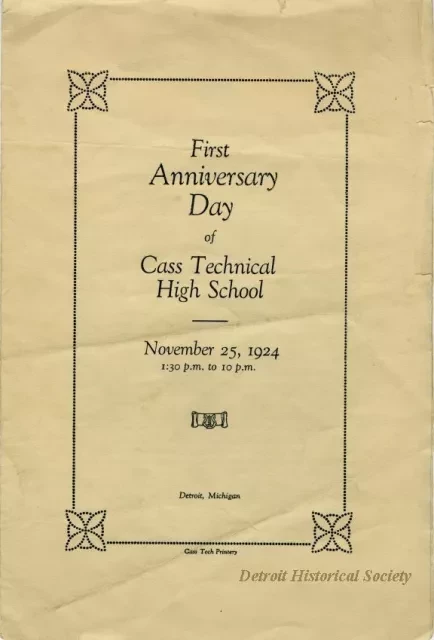 First
Anniversary
Day
of
Cass Technical
High School
November 25, 1924
1:30 p.m. to 10 p.m.
Detroit, Michigan
Cass Tech Printery
Detroit Historical Society